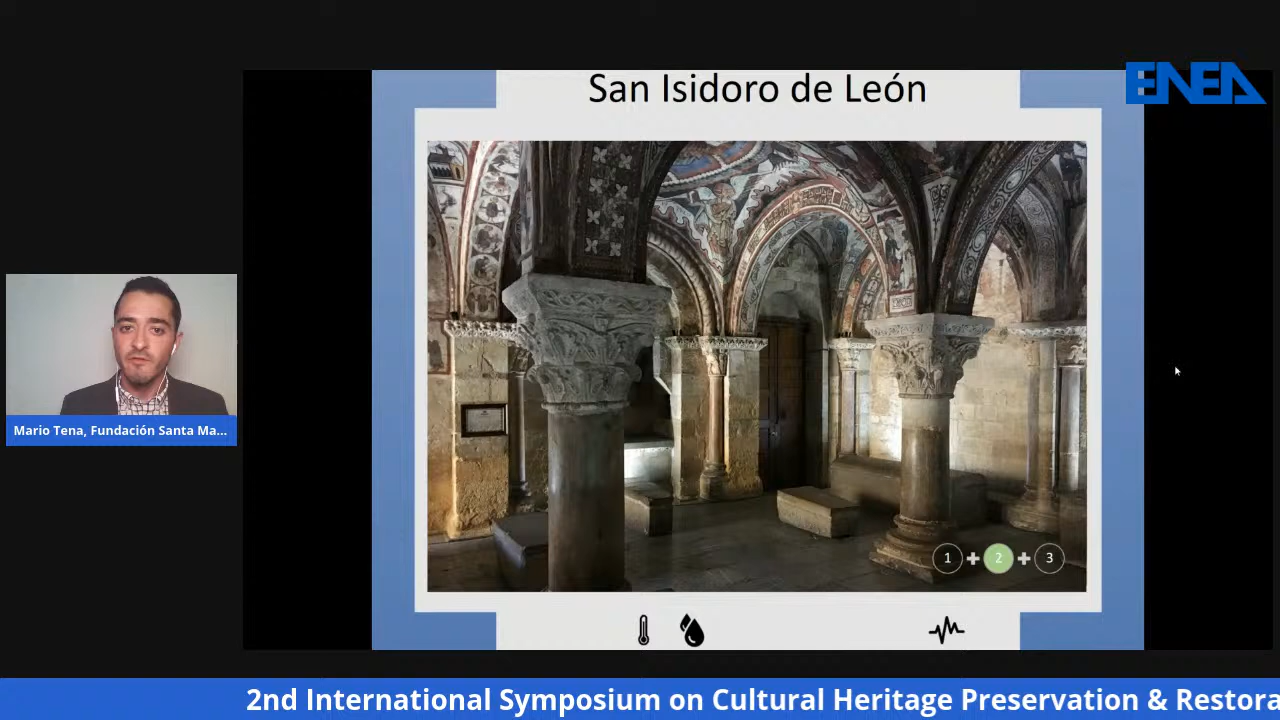 San Isidoro de León
ENEA
1 + 2 + 3
Mario Tena, Fundación Santa Ma...
2nd International Symposium on Cultural Heritage Preservation & Restora